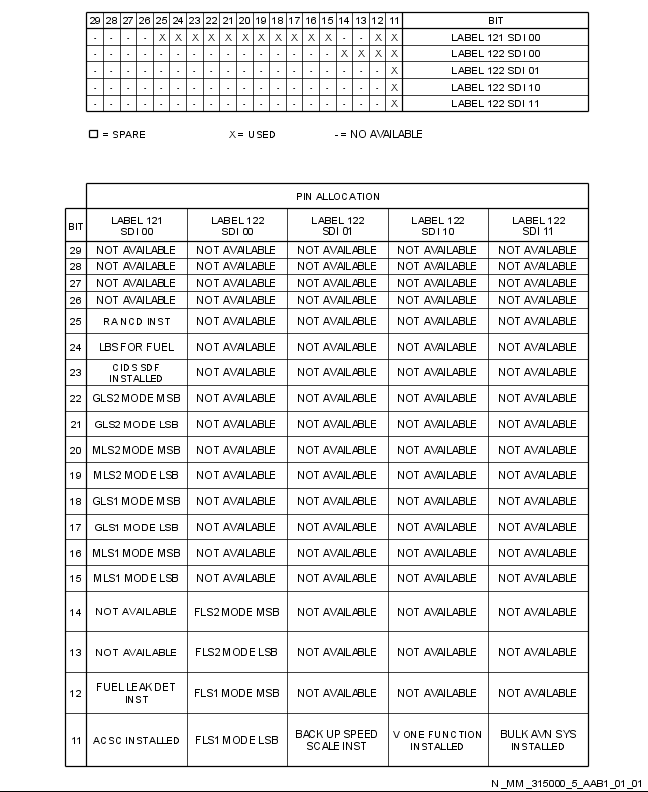 29 28 27 26 25 24 23 22 21 20 19 18 17 16 15 14 13 12 11 BIT
- - - - X X X X X X X X X X X - - X X LABEL 121 SDI 00
- - - - - - - - - - - - - - - X X X X LABEL 122 SDI 00
- - - - - - - - - - - - - - - - - - X LABEL 122 SDI 01
- - - - - - - - - - - - - - - - - - X LABEL 122 SDI 10
- - - - - - - - - - - - - - - - - - X LABEL 122 SDI 11
= SPARE X = USED - = NO AVAILABLE
PIN ALLOCATION
BIT LABEL 121 LABEL 122 LABEL 122 LABEL 122 LABEL 122
SDI 00 SDI 00 SDI 01 SDI 10 SDI 11
29 NOT AVAILABLE NOT AVAILABLE NOT AVAILABLE NOT AVAILABLE NOT AVAILABLE
28 NOT AVAILABLE NOT AVAILABLE NOT AVAILABLE NOT AVAILABLE NOT AVAILABLE
27 NOT AVAILABLE NOT AVAILABLE NOT AVAILABLE NOT AVAILABLE NOT AVAILABLE
26 NOT AVAILABLE NOT AVAILABLE NOT AVAILABLE NOT AVAILABLE NOT AVAILABLE
25 RANCD INST NOT AVAILABLE NOT AVAILABLE NOT AVAILABLE NOT AVAILABLE
24 LBS FOR FUEL NOT AVAILABLE NOT AVAILABLE NOT AVAILABLE NOT AVAILABLE
23 CIDS SDF INSTALLED NOT AVAILABLE NOT AVAILABLE NOT AVAILABLE NOT AVAILABLE
22 GLS2 MODE MSB NOT AVAILABLE NOT AVAILABLE NOT AVAILABLE NOT AVAILABLE
21 GLS2 MODE LSB NOT AVAILABLE NOT AVAILABLE NOT AVAILABLE NOT AVAILABLE
20 MLS2 MODE MSB NOT AVAILABLE NOT AVAILABLE NOT AVAILABLE NOT AVAILABLE
19 MLS2 MODE LSB NOT AVAILABLE NOT AVAILABLE NOT AVAILABLE NOT AVAILABLE
18 GLS1 MODE MSB NOT AVAILABLE NOT AVAILABLE NOT AVAILABLE NOT AVAILABLE
17 GLS1 MODE LSB NOT AVAILABLE NOT AVAILABLE NOT AVAILABLE NOT AVAILABLE
16 MLS1 MODE MSB NOT AVAILABLE NOT AVAILABLE NOT AVAILABLE NOT AVAILABLE
15 MLS1 MODE LSB NOT AVAILABLE NOT AVAILABLE NOT AVAILABLE NOT AVAILABLE
14 NOT AVAILABLE FLS2 MODE MSB NOT AVAILABLE NOT AVAILABLE NOT AVAILABLE
13 NOT AVAILABLE FLS2 MODE LSB NOT AVAILABLE NOT AVAILABLE NOT AVAILABLE
12 FUEL LEAK DET INST FLS1 MODE MSB NOT AVAILABLE NOT AVAILABLE NOT AVAILABLE
11 ACSC INSTALLED FLS1 MODE LSB BACK UP SPEED SCALE INST V ONE FUNCTION INSTALLED BULK AVN SYS INSTALLED
N_MM_315000_5_AAB1_01_01